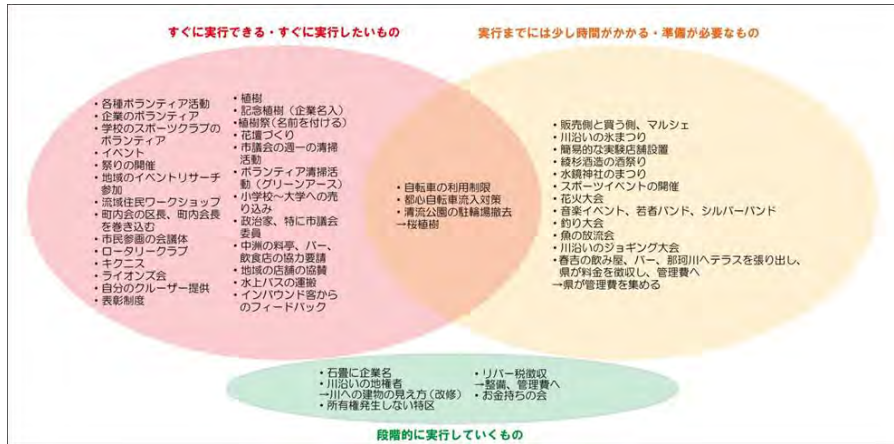 すぐに実行できる・すぐに実行したいもの
実行までには少し時間がかかる・準備が必要なもの
・各種ボランティア活動
・企業のボランティア
・学校のスポーツクラブの
ボランティア
・イベント
・祭りの開催
・地域のイベントリサーチ
参加
・流域住民ワークショップ
・町内会の区長、町内会長
を巻き込む
・市民参画の会議体
・ロータリークラブ
・キクニス
・ライオンズ会
・自分のクルーザー提供
・表彰制度
・植樹
・記念植樹（企業名入）
・植樹祭（名前を付ける）
・花壇づくり
・市議会の週一の清掃
活動
・ボランティア清掃活
動（グリーンアース）
・小学校～大学への売
り込み
・政治家、特に市議会
委員
・中洲の料亭、バー、
飲食店の協力要請
・地域の店舗の協賛
・水上バスの運搬
・インバウンド客から
のフィードバック
・自転車の利用制限
・都心自転車流入対策
・清流公園の駐輪場撤去
→桜植樹
・販売側と買う側、マルシェ
・川沿いの氷まつり
・簡易的な実験店舗設置
・綾杉酒造の酒祭り
・水鏡神社のまつり
・スポーツイベントの開催
・花火大会
・音楽イベント、若者バンド、シルバーバンド
・釣り大会
・魚の放流会
・川沿いのジョギング大会
・春吉の飲み屋、バー、那珂川へテラスを張り出し、
県が料金を徴収し、管理費へ
→県が管理費を集める
・石畳に企業名
・川沿いの地権者
→川への建物の見え方（改修）
・所有権発生しない特区
・リバー税徴収
→整備、管理費へ
・お金持ちの会
段階的に実行していくもの